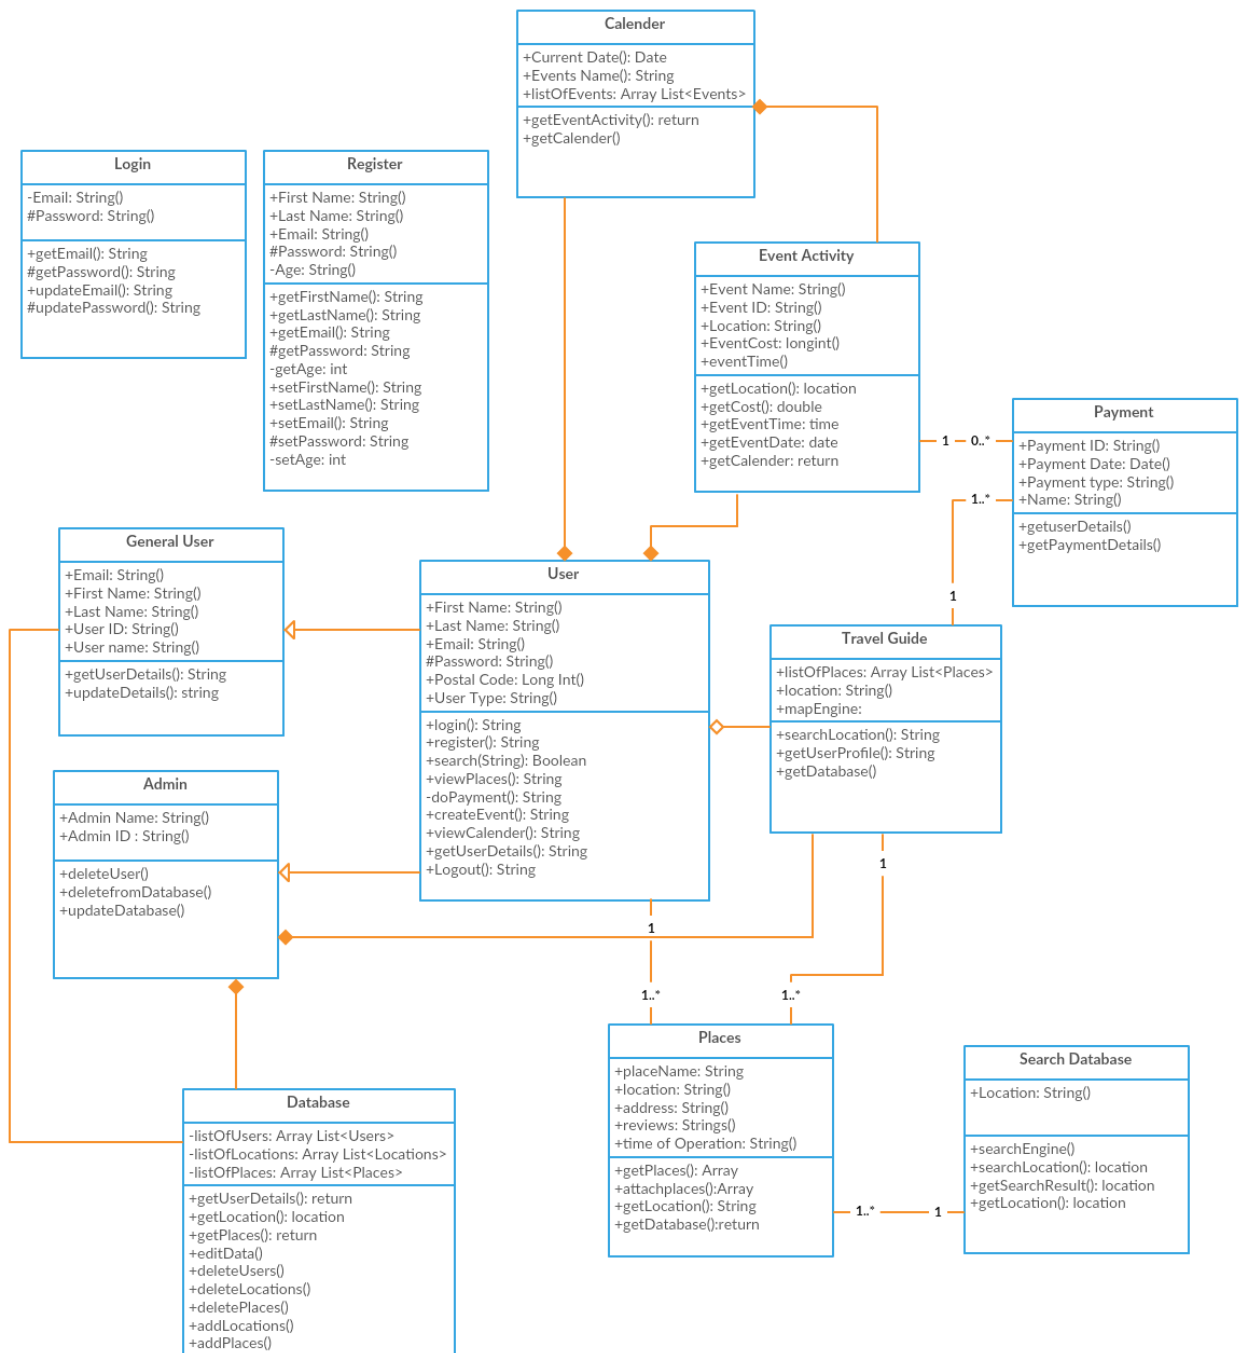 Calender
+Current Date(): Date
+Events Name(): String
+listOfEvents: Array List<Events>
+getEventActivity(): return
+getCalender()
Login
-Email: String()
#Password: String()
+getEmail(): String
#getPassword(): String
+updateEmail(): String
#updatePassword(): String
Register
+First Name: String()
+Last Name: String()
+Email: String()
#Password: String()
-Age: String()
+getFirstName(): String
+getLastName(): String
+getEmail(): String
#getPassword: String
-getAge: int
+setFirstName(): String
+setLastName(): String
+setEmail(): String
#setPassword: String
-setAge: int
Event Activity
+Event Name: String()
+Event ID: String()
+Location: String()
+EventCost: longint()
+eventTime()
+getLocation(): location
+getCost(): double
+getEventTime: time
+getEventDate: date
+getCalender: return
1
0..*
Payment
+Payment ID: String()
+Payment Date: Date()
+Payment type: String()
+Name: String()
+getuserDetails()
+getPaymentDetails()
1..*
1
General User
+Email: String()
+First Name: String()
+Last Name: String()
+User ID: String()
+User name: String()
+getUserDetails(): String
+updateDetails(): string
User
+First Name: String()
+Last Name: String()
+Email: String()
#Password: String()
+Postal Code: Long Int()
+User Type: String()
+login(): String
+register(): String
+search(String): Boolean
+viewPlaces(): String
-doPayment(): String
+createEvent(): String
+viewCalender(): String
+getUserDetails(): String
+Logout(): String
Travel Guide
+listOfPlaces: Array List<Places>
+location: String()
+mapEngine:
+searchLocation(): String
+getUserProfile(): String
+getDatabase()
Admin
+Admin Name: String()
+Admin ID : String()
+deleteUser()
+deletefromDatabase()
+updateDatabase()
1
1
1..*
1..*
Places
+placeName: String
+location: String()
+address: String()
+reviews: Strings()
+time of Operation: String()
+getPlaces(): Array
+attachplaces():Array
+getLocation(): String
+getDatabase():return
1..*
1
Search Database
+Location: String()
+searchEngine()
+searchLocation(): location
+getSearchResult(): location
+getLocation(): location
Database
-listOfUsers: Array List<Users>
-listOfLocations: Array List<Locations>
-listOfPlaces: Array List<Places>
+getUserDetails(): return
+getLocation(): location
+getPlaces(): return
+editData()
+deleteUsers()
+deleteLocations()
+deletePlaces()
+addLocations()
+addPlaces()